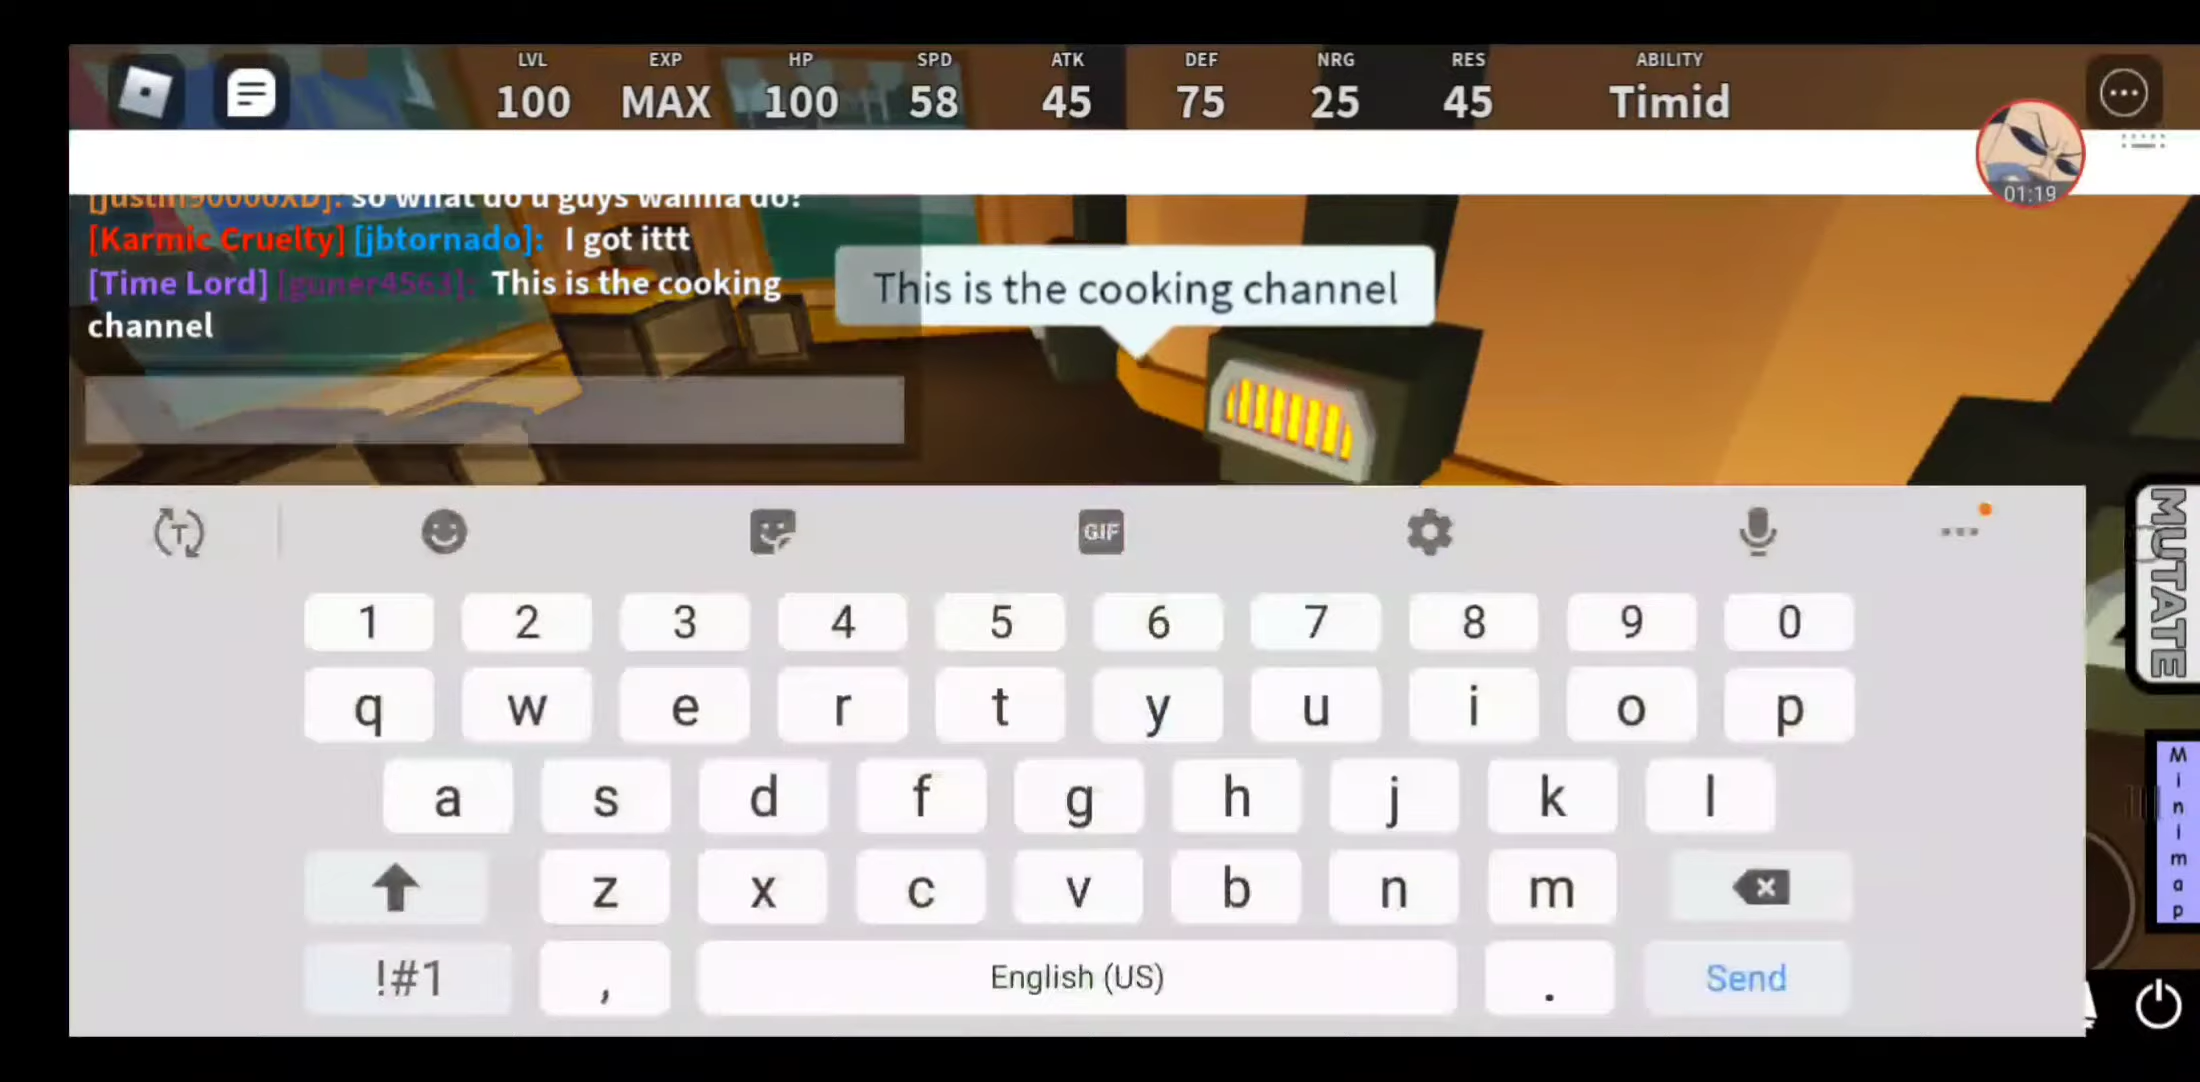 LVL EXP HP SPD ATK DEF NRG RES ABILITY
100 MAX 100 58 45 75 25 45 Timid
01:19
[justin90000XD]: so what do u guys wanna do?
[Karmic Cruelty] [jbtornado]: I got ittt
[Time Lord] [guner4563]: This is the cooking
channel
This is the cooking channel
MUTATE
Minimap
T
GIF
1 2 3 4 5 6 7 8 9 0
q w e r t y u i o p
a s d f g h j k l
z x c v b n m
!#1 , English (US) . Send